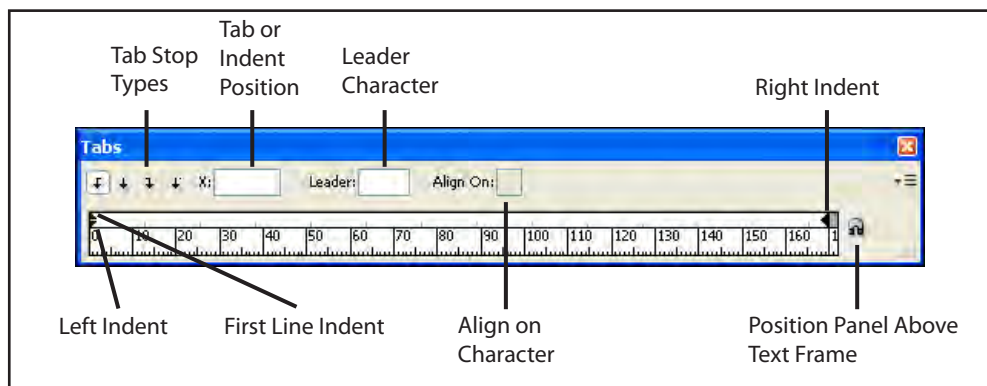 Tab Stop
Types
Tab or
Indent
Position
Leader
Character
Right Indent
Tabs
X:
Leader:
Align On:
0 10 20 30 40 50 60 70 80 90 100 110 120 130 140 150 160 1
Left Indent
First Line Indent
Align on
Character
Position Panel Above
Text Frame